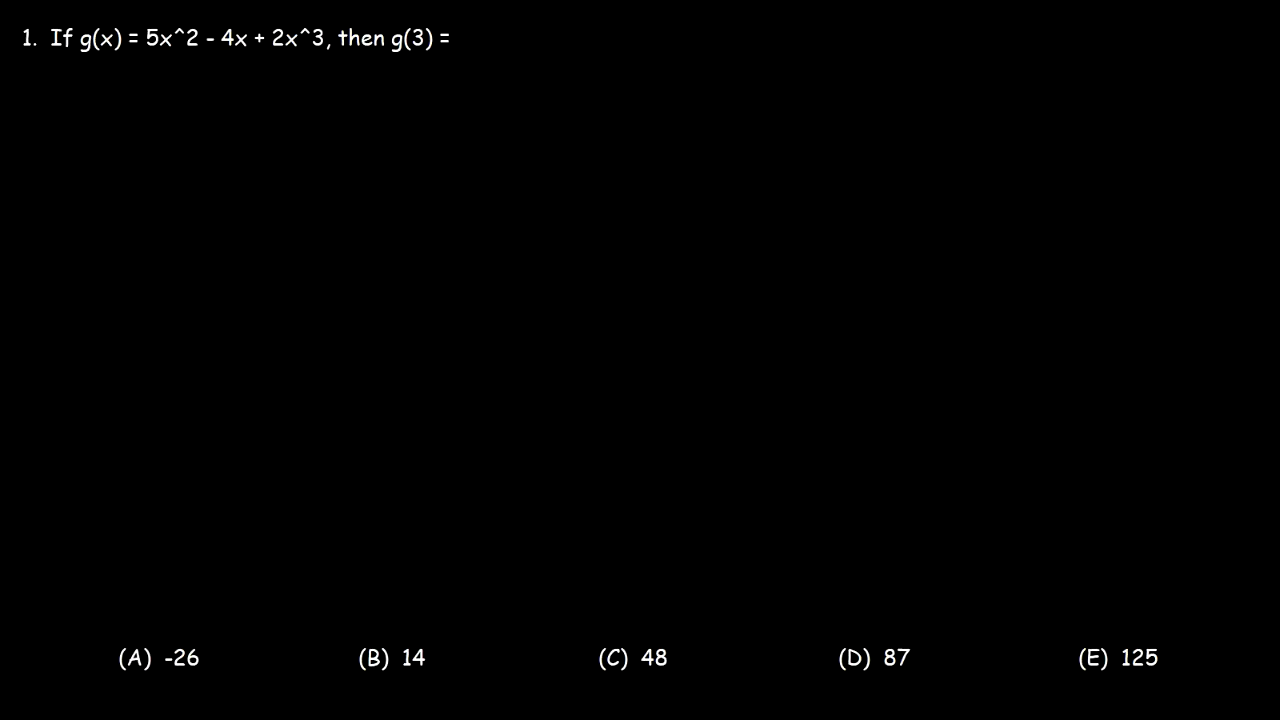 1. If g(x) = 5x^2 - 4x + 2x^3, then g(3) =
(A) -26 (B) 14 (C) 48 (D) 87 (E) 125